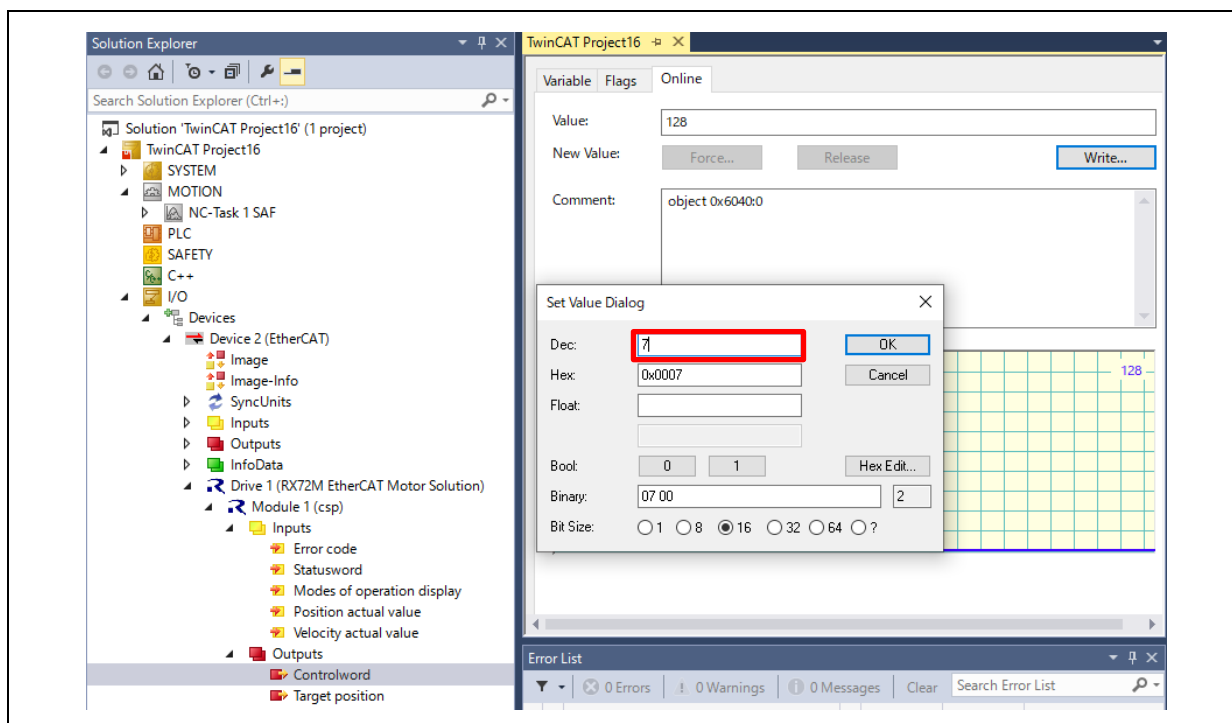 Solution Explorer
Search Solution Explorer (Ctrl+:)
Solution 'TwinCAT Project16' (1 project)
TwinCAT Project16
SYSTEM
MOTION
NC-Task 1 SAF
PLC
SAFETY
C++
I/O
Devices
Device 2 (EtherCAT)
Image
Image-Info
SyncUnits
Inputs
Outputs
InfoData
Drive 1 (RX72M EtherCAT Motor Solution)
Module 1 (csp)
Inputs
Error code
Statusword
Modes of operation display
Position actual value
Velocity actual value
Outputs
Controlword
Target position
TwinCAT Project16
Variable Flags Online
Value: 128
New Value: Force... Release Write...
Comment: object 0x6040:0
Set Value Dialog
Dec: 7 OK
Hex: 0x0007 Cancel
Float:
Bool: 0 1 Hex Edit...
Binary: 07 00 2
Bit Size: 1 8 16 32 64 ?
128
Error List
0 Errors 0 Warnings 0 Messages Clear Search Error List